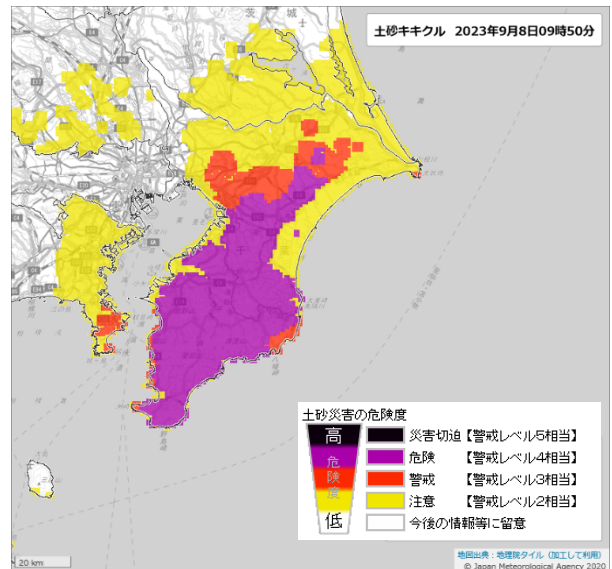 土砂キキクル 2023年9月8日09時50分
茨
城
千
葉
土砂災害の危険度
高
危
険
度
低
災害切迫【警戒レベル5相当】
危険 【警戒レベル4相当】
警戒 【警戒レベル3相当】
注意 【警戒レベル2相当】
今後の情報等に留意
20 km
地図出典:地理院タイル (加工して利用)
© Japan Meteorological Agency 2020